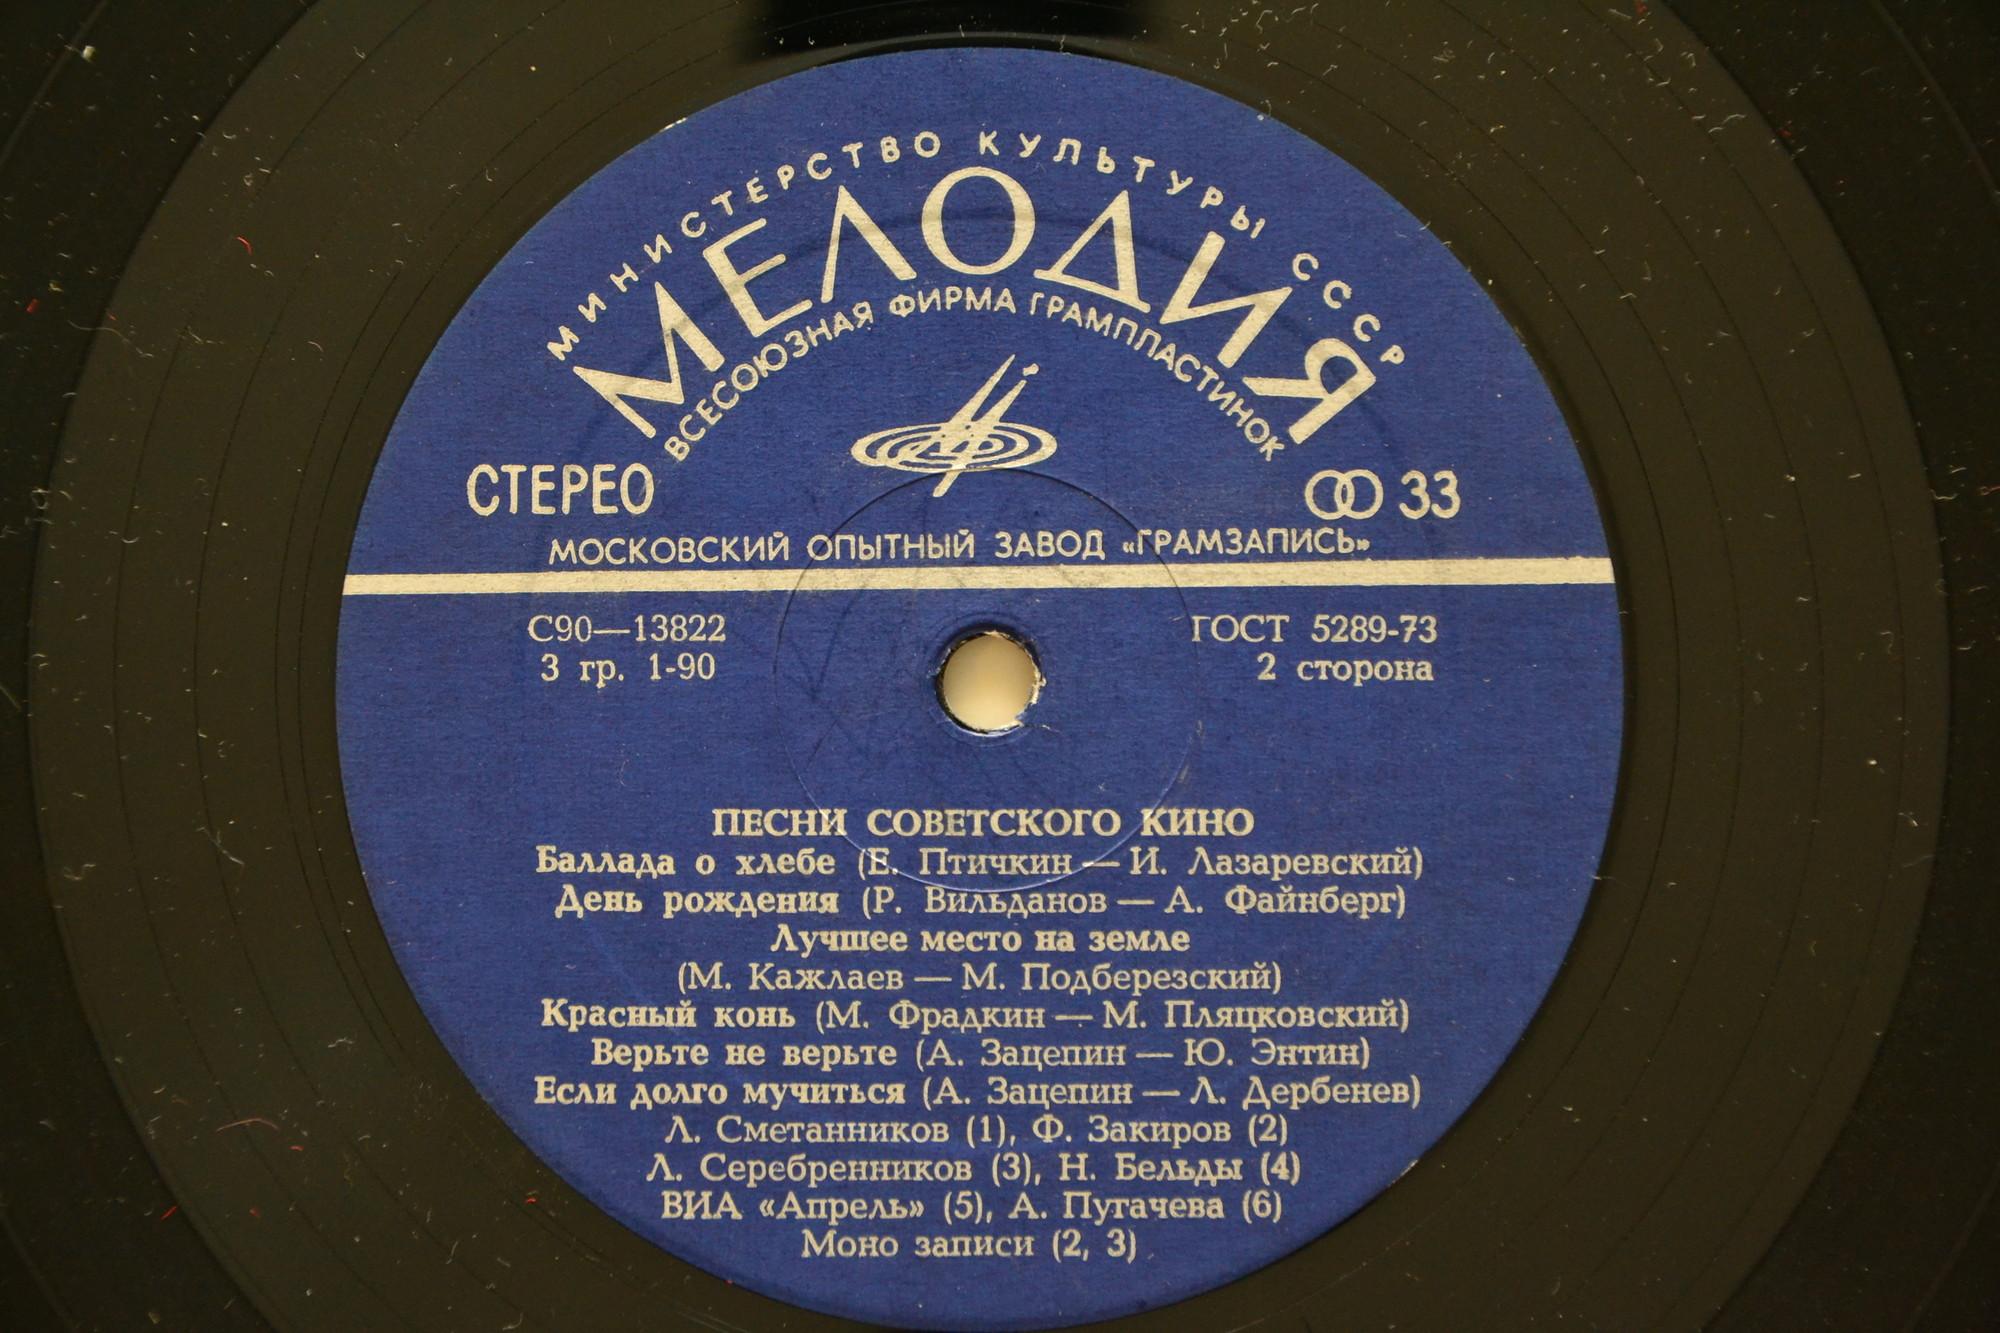 МИНИСТЕРСТВО КУЛЬТУРЫ СССР
МЕЛОДИЯ
ВСЕСОЮЗНАЯ ФИРМА ГРАМПЛАСТИНОК
СТЕРЕО 33
МОСКОВСКИЙ ОПЫТНЫЙ ЗАВОД «ГРАМЗАПИСЬ»
С90—13822 ГОСТ 5289-73
3 гр. 1-90 2 сторона
ПЕСНИ СОВЕТСКОГО КИНО
Баллада о хлебе (Е. Птичкин — И. Лазаревский)
День рождения (Р. Вильданов — А. Файнберг)
Лучшее место на земле
(М. Кажлаев — М. Подберезский)
Красный конь (М. Фрадкин — М. Пляцковский)
Верьте не верьте (А. Зацепин — Ю. Энтин)
Если долго мучиться (А. Зацепин — Л. Дербенев)
Л. Сметанников (1), Ф. Закиров (2)
Л. Серебренников (3), Н. Бельды (4)
ВИА «Апрель» (5), А. Пугачева (6)
Моно записи (2, 3)